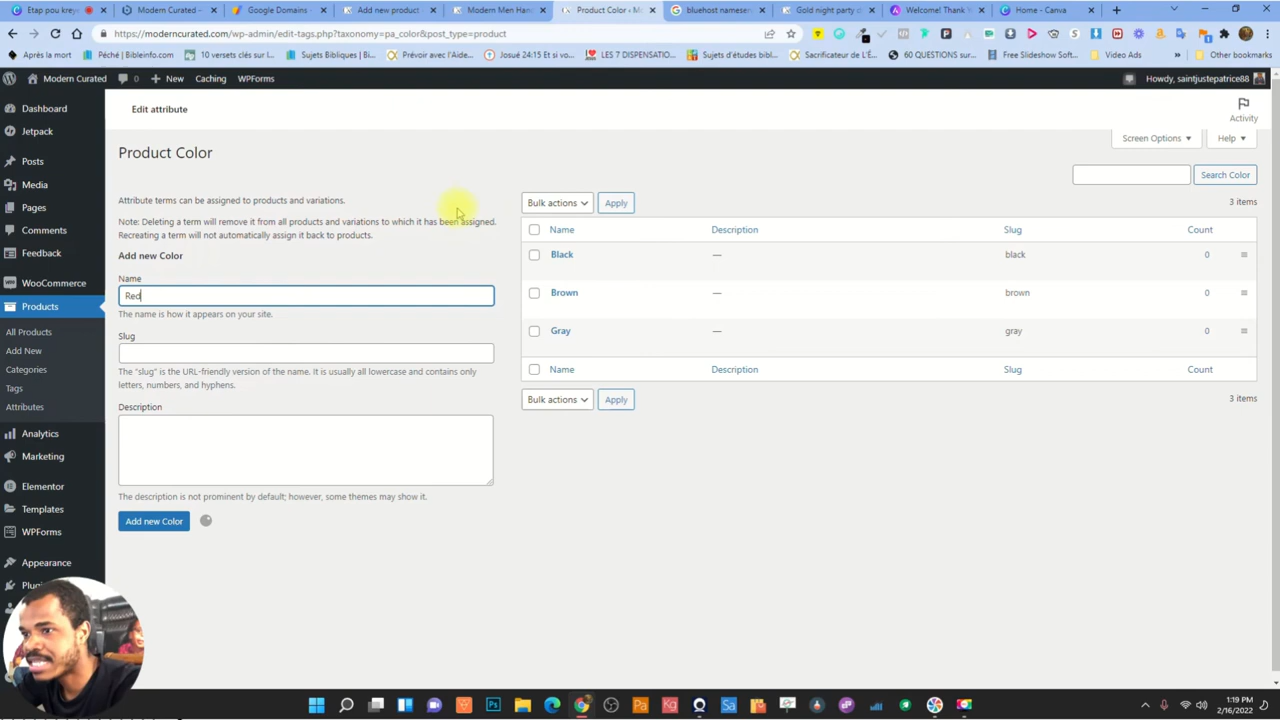 Etap pou kreye
Modern Curated
Google Domains -
Add new product
Modern Men Han
Product Color ‹ M
bluehost nameserv
Gold night party c
Welcome! Thank Y
Home - Canva
https://moderncurated.com/wp-admin/edit-tags.php?taxonomy=pa_color&post_type=product
Après la mort
Péché | Bibleinfo.com
10 versets clés sur...
Sujets Bibliques | Bi...
Prévoir avec l'Aide...
Josué 24:15 Et si vo...
LES 7 DISPENSATIO...
Sujets d'études bibl...
Sacrificateur de L'É...
60 QUESTIONS sur...
Free Slideshow Soft...
Video Ads
»
Other bookmarks
Modern Curated
0
New
Caching
WPForms
Howdy, saintjustepatrice88
Dashboard
Jetpack
Posts
Media
Pages
Comments
Feedback
WooCommerce
Products
All Products
Add New
Categories
Tags
Attributes
Analytics
Marketing
Elementor
Templates
WPForms
Appearance
Edit attribute
Activity
Screen Options
Help
Product Color
Search Color
Attribute terms can be assigned to products and variations.
Note: Deleting a term will remove it from all products and variations to which it has been assigned.
Recreating a term will not automatically assign it back to products.
Add new Color
Name
Red
The name is how it appears on your site.
Slug
The "slug" is the URL-friendly version of the name. It is usually all lowercase and contains only
letters, numbers, and hyphens.
Description
The description is not prominent by default; however, some themes may show it.
Add new Color
Bulk actions
Apply
3 items
Name
Description
Slug
Count
Black
—
black
0
Brown
—
brown
0
Gray
—
gray
0
Name
Description
Slug
Count
Bulk actions
Apply
3 items
1:19 PM
2/16/2022